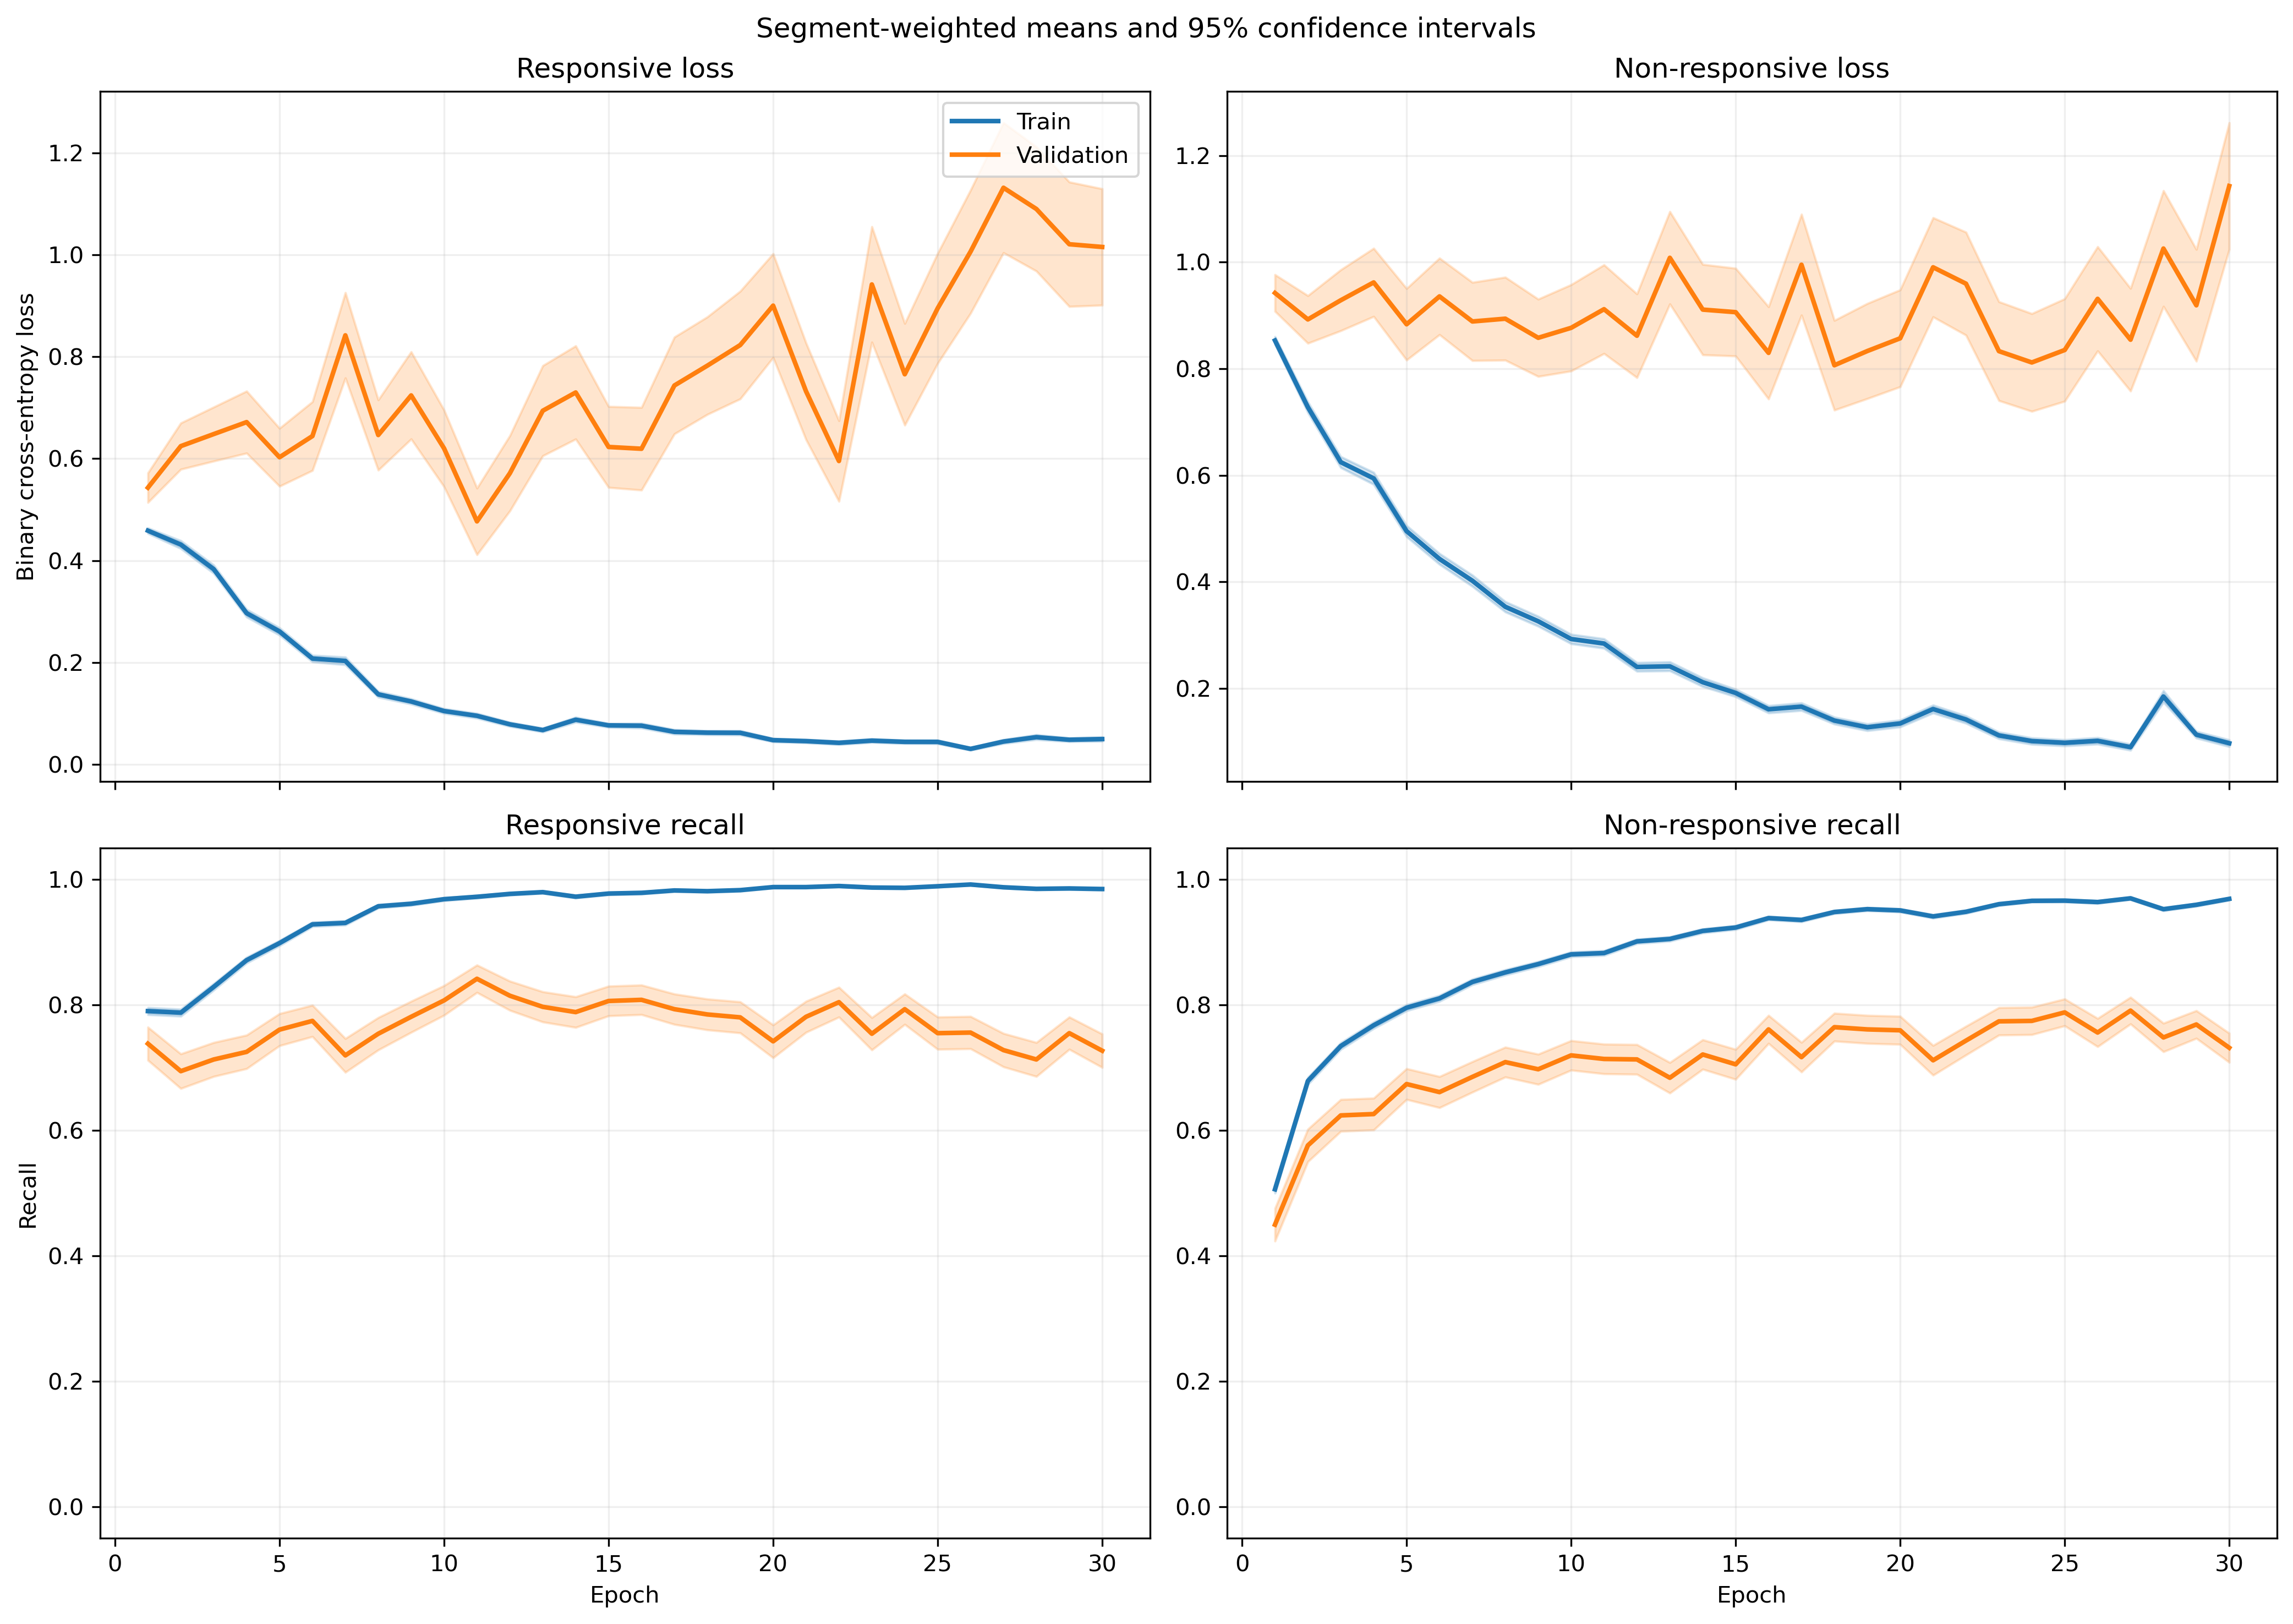 Segment-weighted means and 95% confidence intervals
Responsive loss
Non-responsive loss
Train
Validation
Binary cross-entropy loss
1.2
1.0
0.8
0.6
0.4
0.2
0.0
1.2
1.0
0.8
0.6
0.4
0.2
Responsive recall
Non-responsive recall
Recall
1.0
0.8
0.6
0.4
0.2
0.0
1.0
0.8
0.6
0.4
0.2
0.0
0 5 10 15 20 25 30
0 5 10 15 20 25 30
Epoch
Epoch